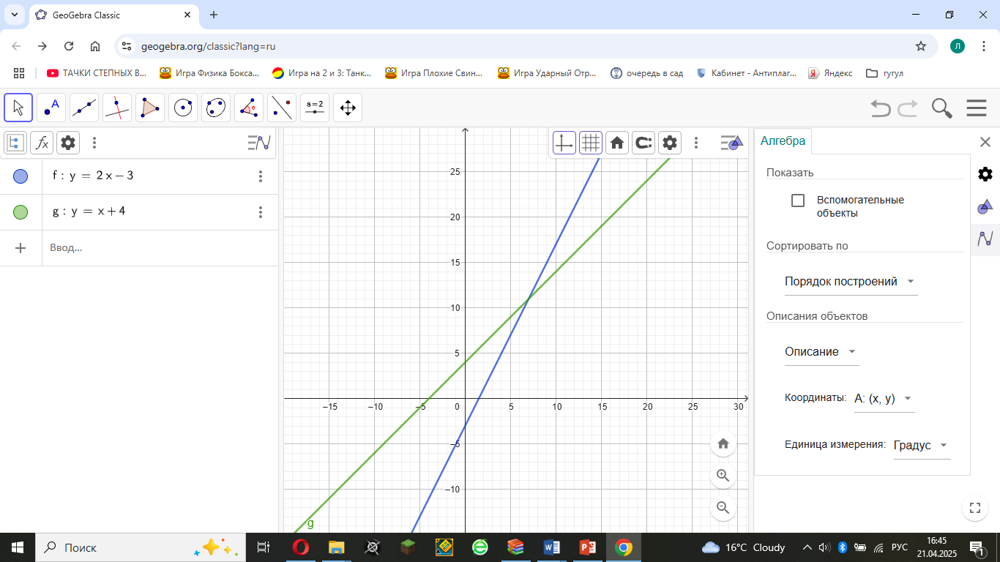 GeoGebra Classic
geogebra.org/classic?lang=ru
Л
ТАЧКИ СТЕПНЫХ В...
Игра Физика Бокса...
Игра на 2 и 3: Танк...
Игра Плохие Свин...
Игра Ударный Отр...
очередь в сад
Кабинет - Антиплаг...
Яндекс
гугул
A
a = 2
f : y = 2 x − 3
g : y = x + 4
Ввод...
25
20
15
10
5
−15 −10 −5 0 5 10 15 20 25 30
−5
−10
g
Алгебра
Показать
Вспомогательные
объекты
Сортировать по
Порядок построений
Описания объектов
Описание
Координаты: A: (x, y)
Единица измерения: Градус
Поиск
16°C Cloudy
РУС
16:45
21.04.2025
1